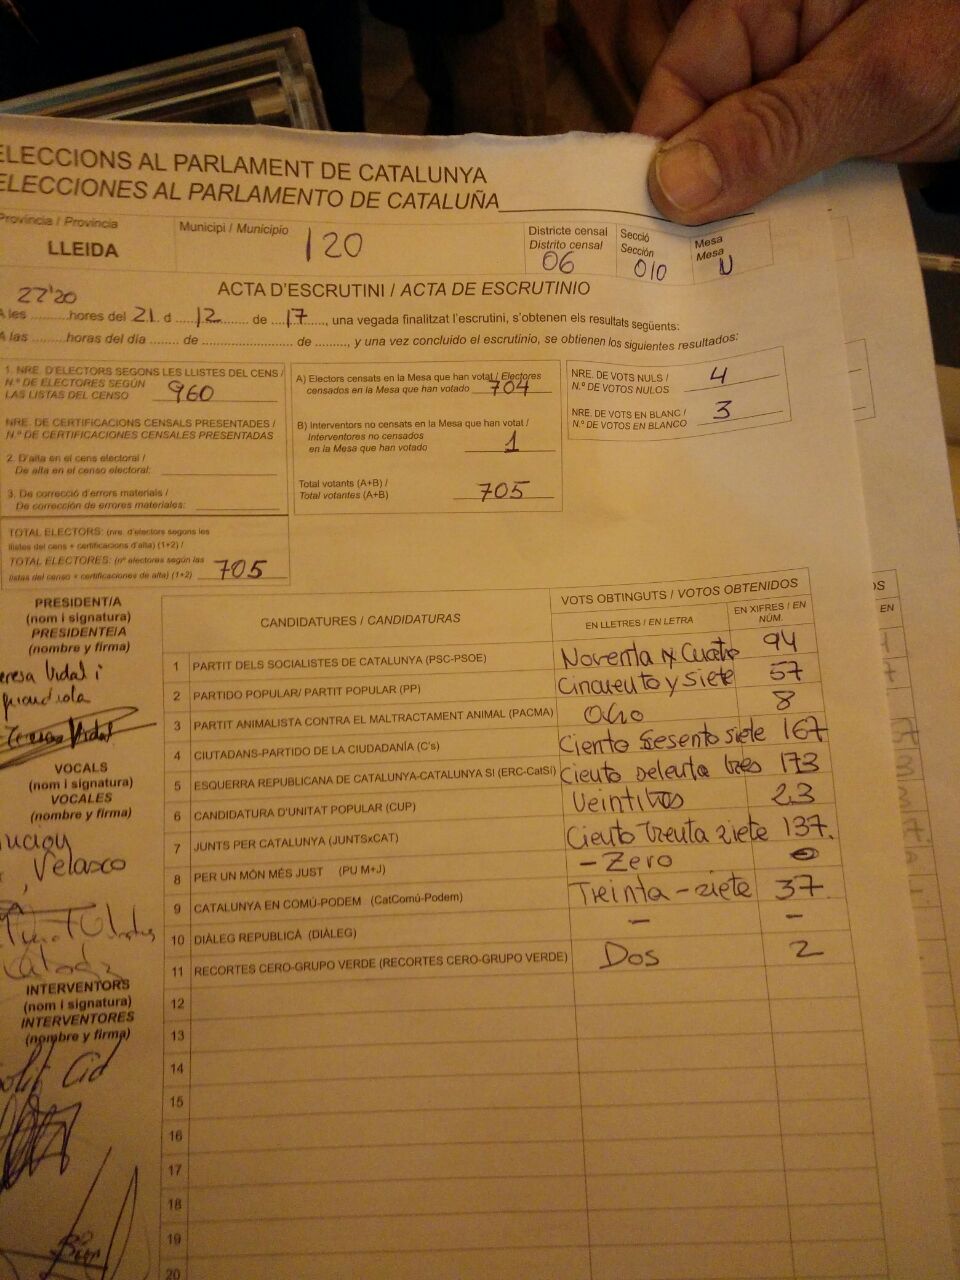 ELECCIONS AL PARLAMENT DE CATALUNYA
ELECCIONES AL PARLAMENTO DE CATALUÑA
Provincia / Provincia
LLEIDA
Municipi / Municipio
120
Districte censal
Distrito censal
06
Secció
Sección
010
Mesa
Mesa
U
ACTA D'ESCRUTINI / ACTA DE ESCRUTINIO
22'20
A les ..........hores del 21 d 12 de 17, una vegada finalitzat l'escrutini, s'obtenen els resultats següents:
A las ..........horas del día ........ de .................... de ........, y una vez concluido el escrutinio, se obtienen los siguientes resultados:
1. NRE. D'ELECTORS SEGONS LES LLISTES DEL CENS /
N.º DE ELECTORES SEGÚN
LAS LISTAS DEL CENSO
960
NRE. DE CERTIFICACIONS CENSALS PRESENTADES /
N.º DE CERTIFICACIONES CENSALES PRESENTADAS
2. D'alta en el cens electoral /
De alta en el censo electoral:
3. De correcció d'errors materials /
De corrección de errores materiales:
TOTAL ELECTORS: (nre. d'electors segons les
llistes del cens + certificacions d'alta) (1+2) /
TOTAL ELECTORES: (nº electores según las
listas del censo + certificaciones de alta) (1+2)
705
A) Electors censats en la Mesa que han votat / Electores
censados en la Mesa que han votado
704
B) Interventors no censats en la Mesa que han votat /
Interventores no censados
en la Mesa que han votado
1
Total votants (A+B) /
Total votantes (A+B)
705
NRE. DE VOTS NULS /
N.º DE VOTOS NULOS
4
NRE. DE VOTS EN BLANC /
N.º DE VOTOS EN BLANCO
3
PRESIDENT/A
(nom i signatura)
PRESIDENTE/A
(nombre y firma)
Vidal i
Teresa Vidal
VOCALS
(nom i signatura)
VOCALES
(nombre y firma)
Velasco
INTERVENTORS
(nom i signatura)
INTERVENTORES
(nombre y firma)
Cid
CANDIDATURES / CANDIDATURAS
VOTS OBTINGUTS / VOTOS OBTENIDOS
EN LLETRES / EN LETRA
EN XIFRES / EN NÚM.
1 PARTIT DELS SOCIALISTES DE CATALUNYA (PSC-PSOE) Noventa y Cuatro 94
2 PARTIDO POPULAR/ PARTIT POPULAR (PP) Cincuenta y siete 57
3 PARTIT ANIMALISTA CONTRA EL MALTRACTAMENT ANIMAL (PACMA) Ocho 8
4 CIUTADANS-PARTIDO DE LA CIUDADANÍA (C's) Ciento sesenta siete 167
5 ESQUERRA REPUBLICANA DE CATALUNYA-CATALUNYA SI (ERC-CatSí) Ciento setenta tres 173
6 CANDIDATURA D'UNITAT POPULAR (CUP) Veintitres 23
7 JUNTS PER CATALUNYA (JUNTSxCAT) Ciento treinta siete 137.
8 PER UN MÓN MÉS JUST (PU M+J) - Zero 0
9 CATALUNYA EN COMÚ-PODEM (CatComú-Podem) Treinta - siete 37
10 DIÀLEG REPUBLICÀ (DIÀLEG) - -
11 RECORTES CERO-GRUPO VERDE (RECORTES CERO-GRUPO VERDE) Dos 2
12
13
14
15
16
17
18
19
20